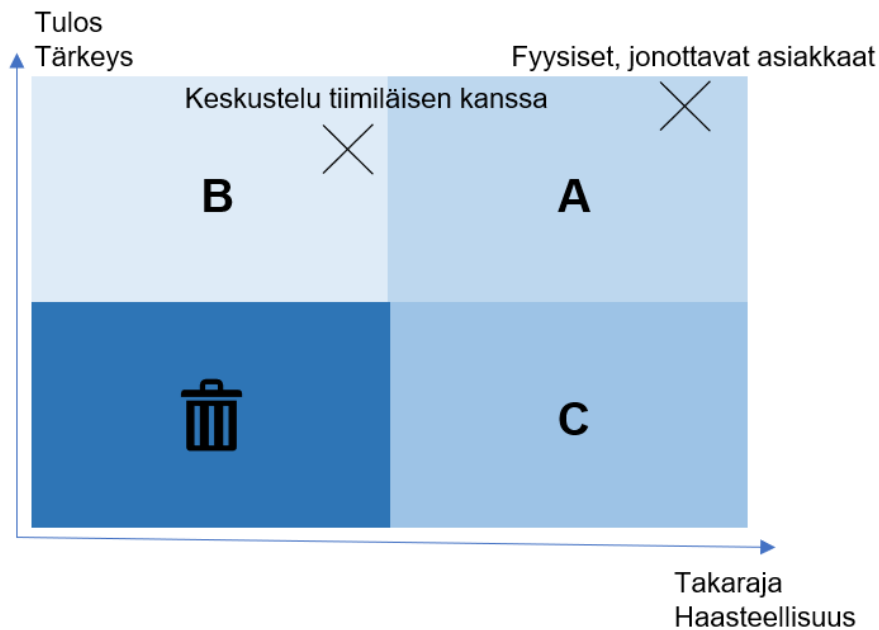 Tulos
Tärkeys
Fyysiset, jonottavat asiakkaat
Keskustelu tiimiläisen kanssa
B
A
C
Takaraja
Haasteellisuus